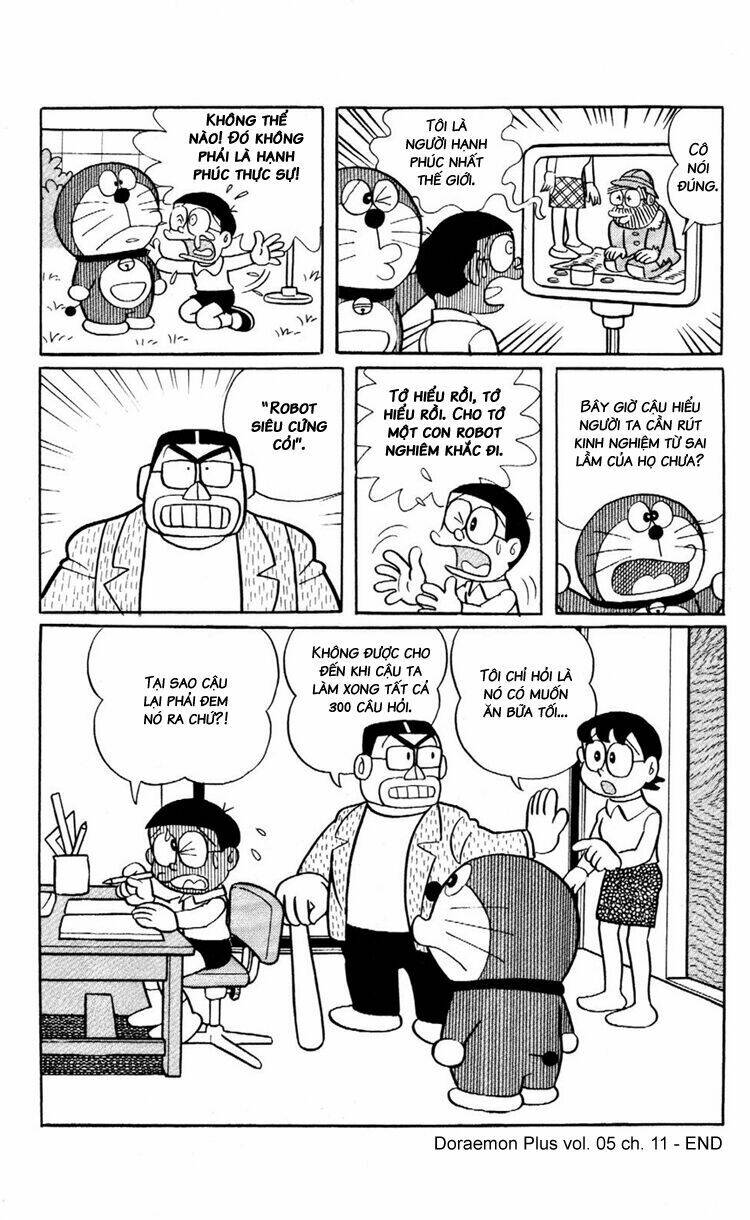 CÔ
NÓI
ĐÚNG.
TÔI LÀ
NGƯỜI HẠNH
PHÚC NHẤT
THẾ GIỚI.
KHÔNG THỂ
NÀO! ĐÓ KHÔNG
PHẢI LÀ HẠNH
PHÚC THỰC SỰ!
BÂY GIỜ CẬU HIỂU
NGƯỜI TA CẦN RÚT
KINH NGHIỆM TỪ SAI
LẦM CỦA HỌ CHƯA?
TỚ HIỂU RỒI, TỚ
HIỂU RỒI. CHO TỚ
MỘT CON ROBOT
NGHIÊM KHẮC ĐI.
"ROBOT
SIÊU CỨNG
CỎI".
TÔI CHỈ HỎI LÀ
NÓ CÓ MUỐN
ĂN BỮA TỐI...
KHÔNG ĐƯỢC CHO
ĐẾN KHI CẬU TA
LÀM XONG TẤT CẢ
300 CÂU HỎI.
TẠI SAO CẬU
LẠI PHẢI ĐEM
NÓ RA CHỨ?!
Doraemon Plus vol. 05 ch. 11 - END